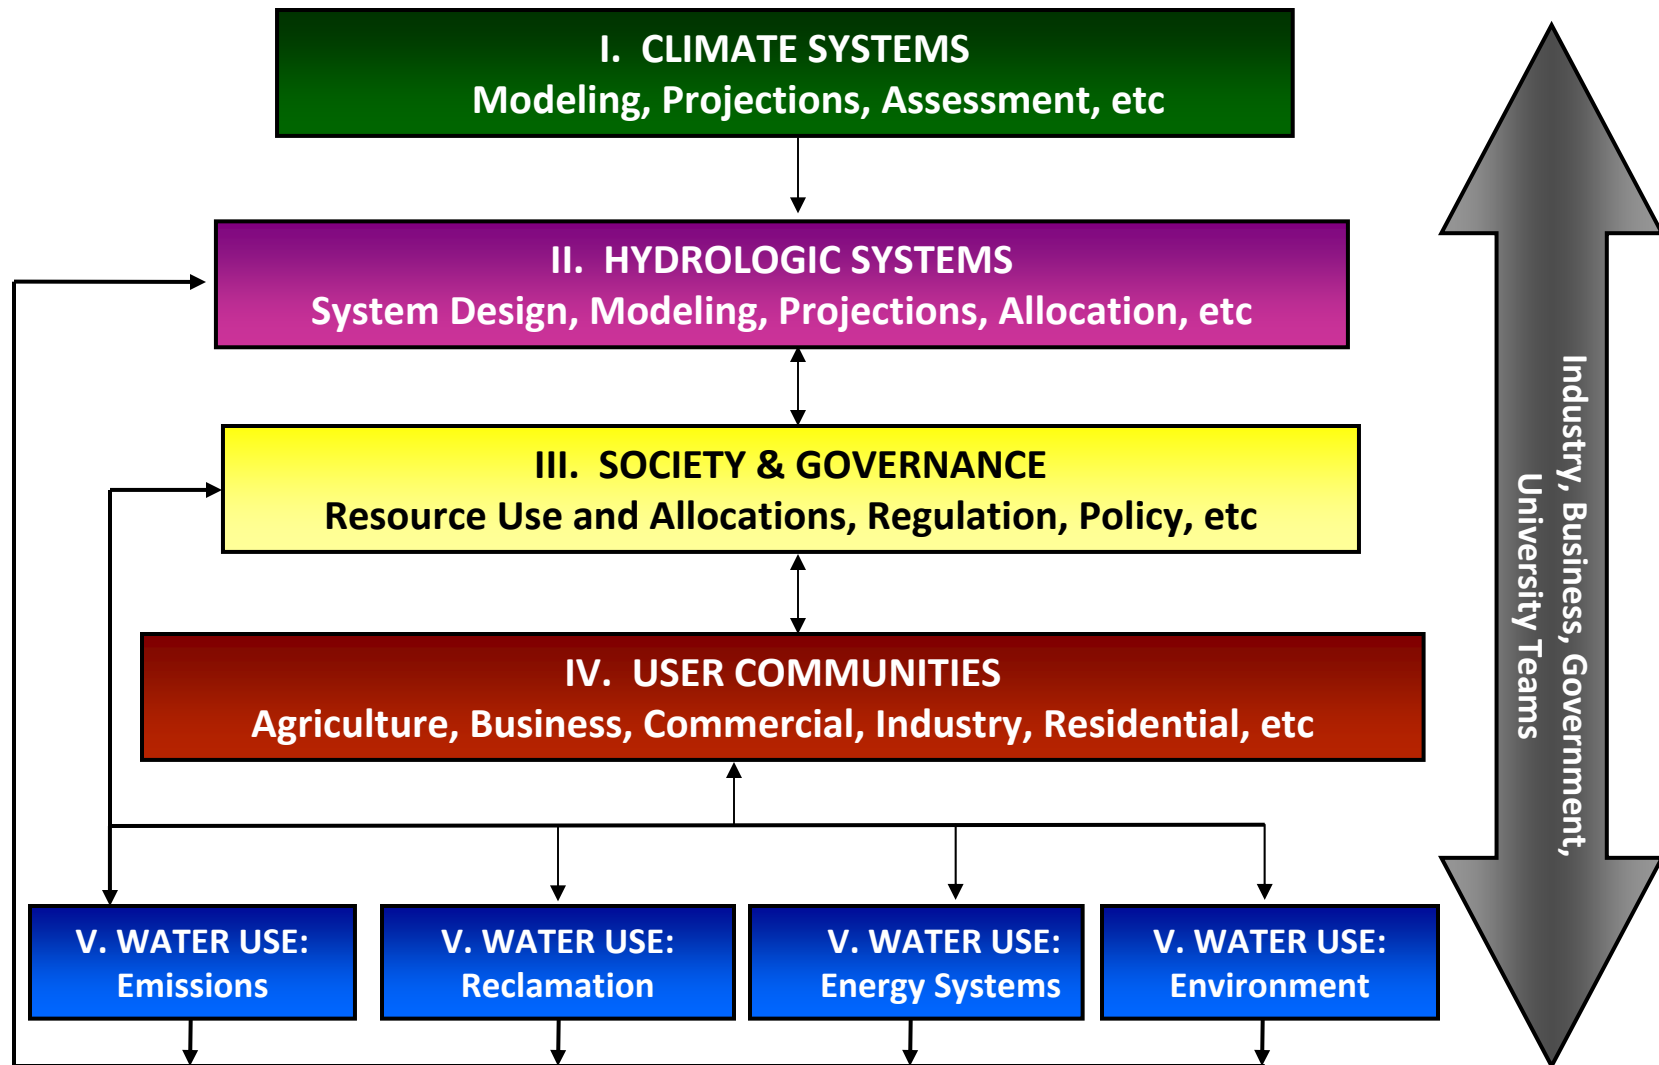 I. CLIMATE SYSTEMS
Modeling, Projections, Assessment, etc
II. HYDROLOGIC SYSTEMS
System Design, Modeling, Projections, Allocation, etc
III. SOCIETY & GOVERNANCE
Resource Use and Allocations, Regulation, Policy, etc
IV. USER COMMUNITIES
Agriculture, Business, Commercial, Industry, Residential, etc
V. WATER USE:
Emissions
V. WATER USE:
Reclamation
V. WATER USE:
Energy Systems
V. WATER USE:
Environment
Industry, Business, Government,
University Teams